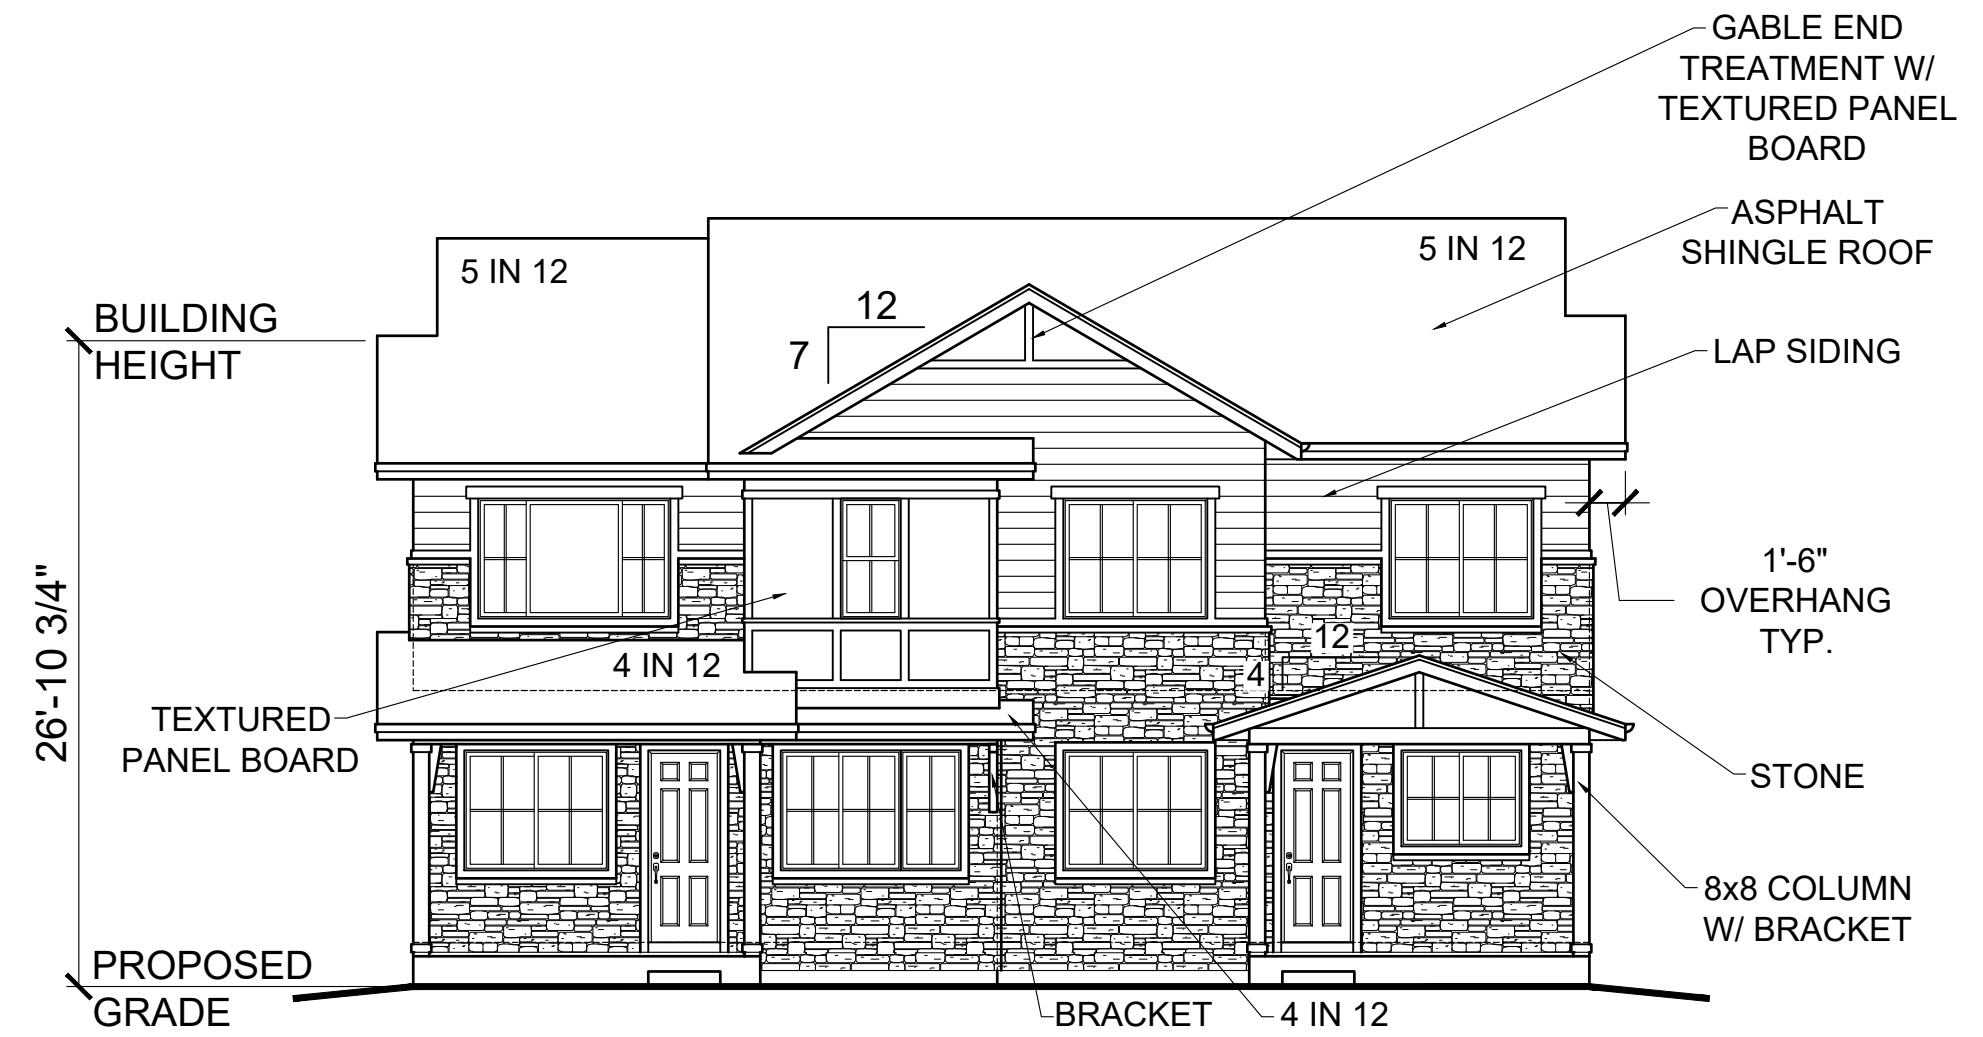 GABLE END
TREATMENT W/
TEXTURED PANEL
BOARD
ASPHALT
SHINGLE ROOF
5 IN 12
5 IN 12
BUILDING
HEIGHT
12
7
LAP SIDING
26'-10 3/4"
1'-6"
OVERHANG
TYP.
12
4
4 IN 12
TEXTURED
PANEL BOARD
STONE
8x8 COLUMN
W/ BRACKET
PROPOSED
GRADE
BRACKET
4 IN 12